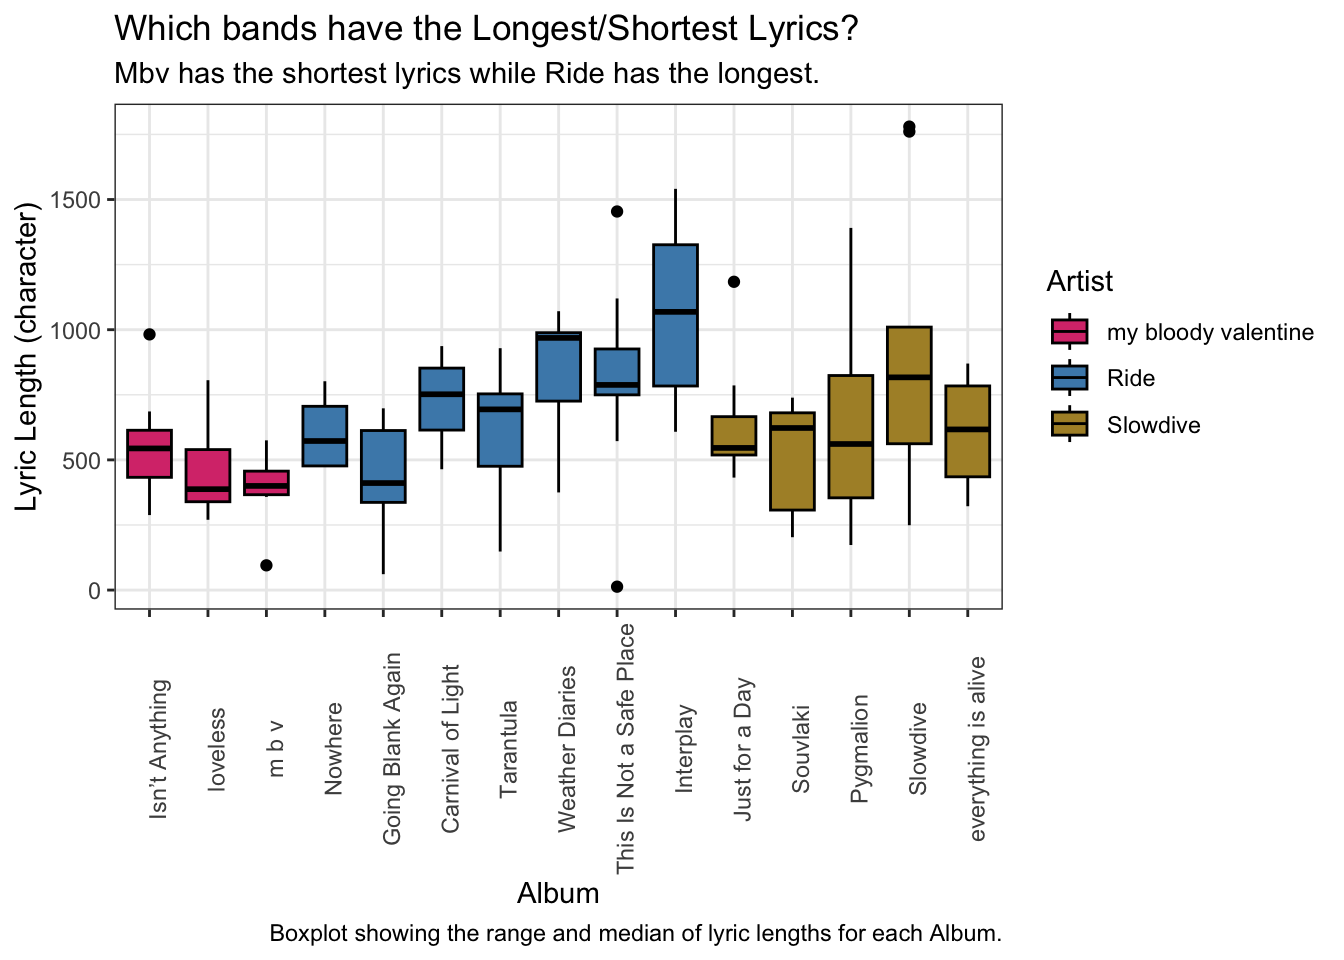 Which bands have the Longest/Shortest Lyrics?
Mbv has the shortest lyrics while Ride has the longest.
Lyric Length (character)
1500
1000
500
0
Isn't Anything
loveless
m b v
Nowhere
Going Blank Again
Carnival of Light
Tarantula
Weather Diaries
This Is Not a Safe Place
Interplay
Just for a Day
Souvlaki
Pygmalion
Slowdive
everything is alive
Album
Artist
my bloody valentine
Ride
Slowdive
Boxplot showing the range and median of lyric lengths for each Album.